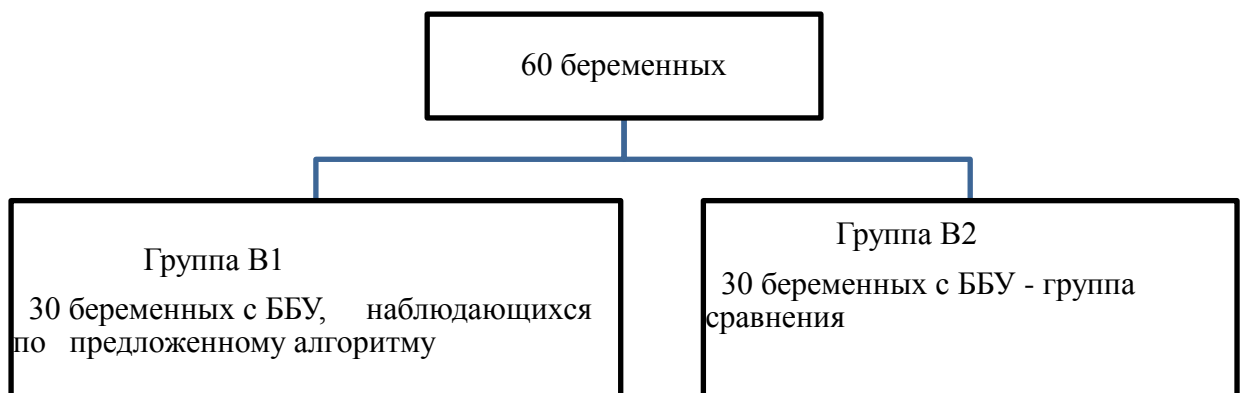 60 беременных
Группа В1
30 беременных с ББУ, наблюдающихся
по предложенному алгоритму
Группа В2
30 беременных с ББУ - группа
сравнения